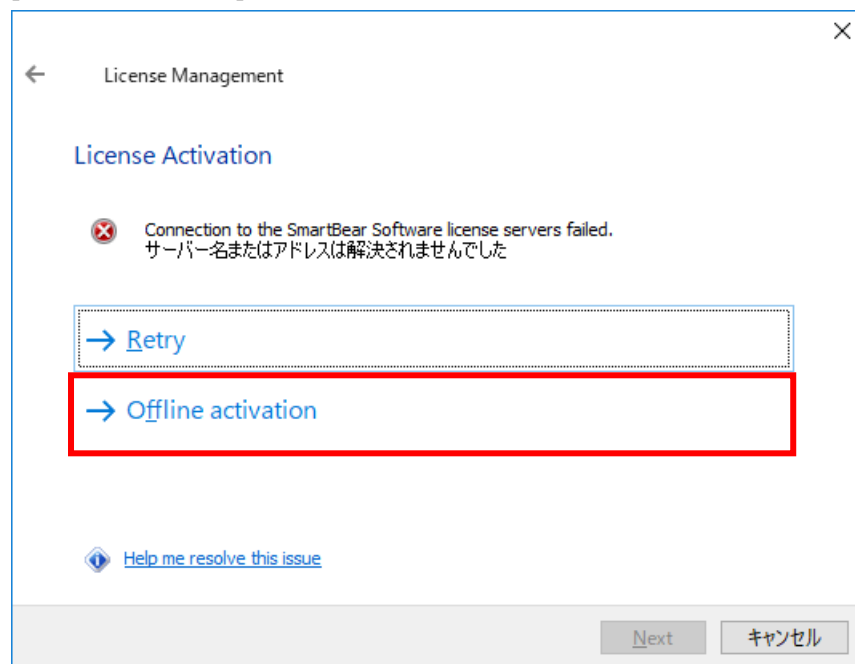 License Management
License Activation
Connection to the SmartBear Software license servers failed.
サーバー名またはアドレスは解決されませんでした
Retry
Offline activation
Help me resolve this issue
Next
キャンセル